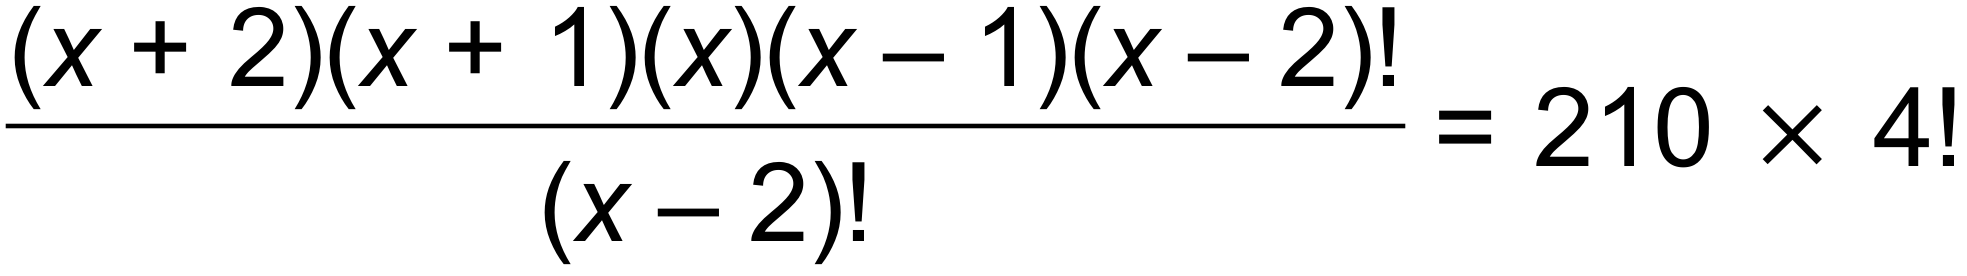 (x + 2)(x + 1)(x)(x – 1)(x – 2)!
= 210 × 4!
(x – 2)!